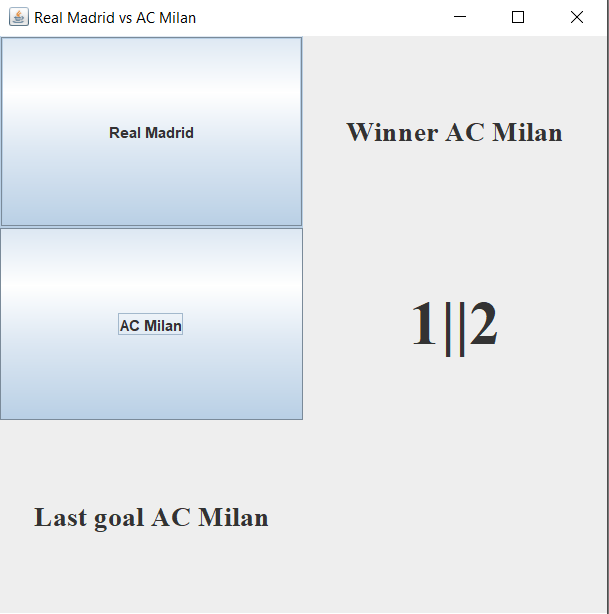 Real Madrid vs AC Milan
Real Madrid
Winner AC Milan
AC Milan
1||2
Last goal AC Milan